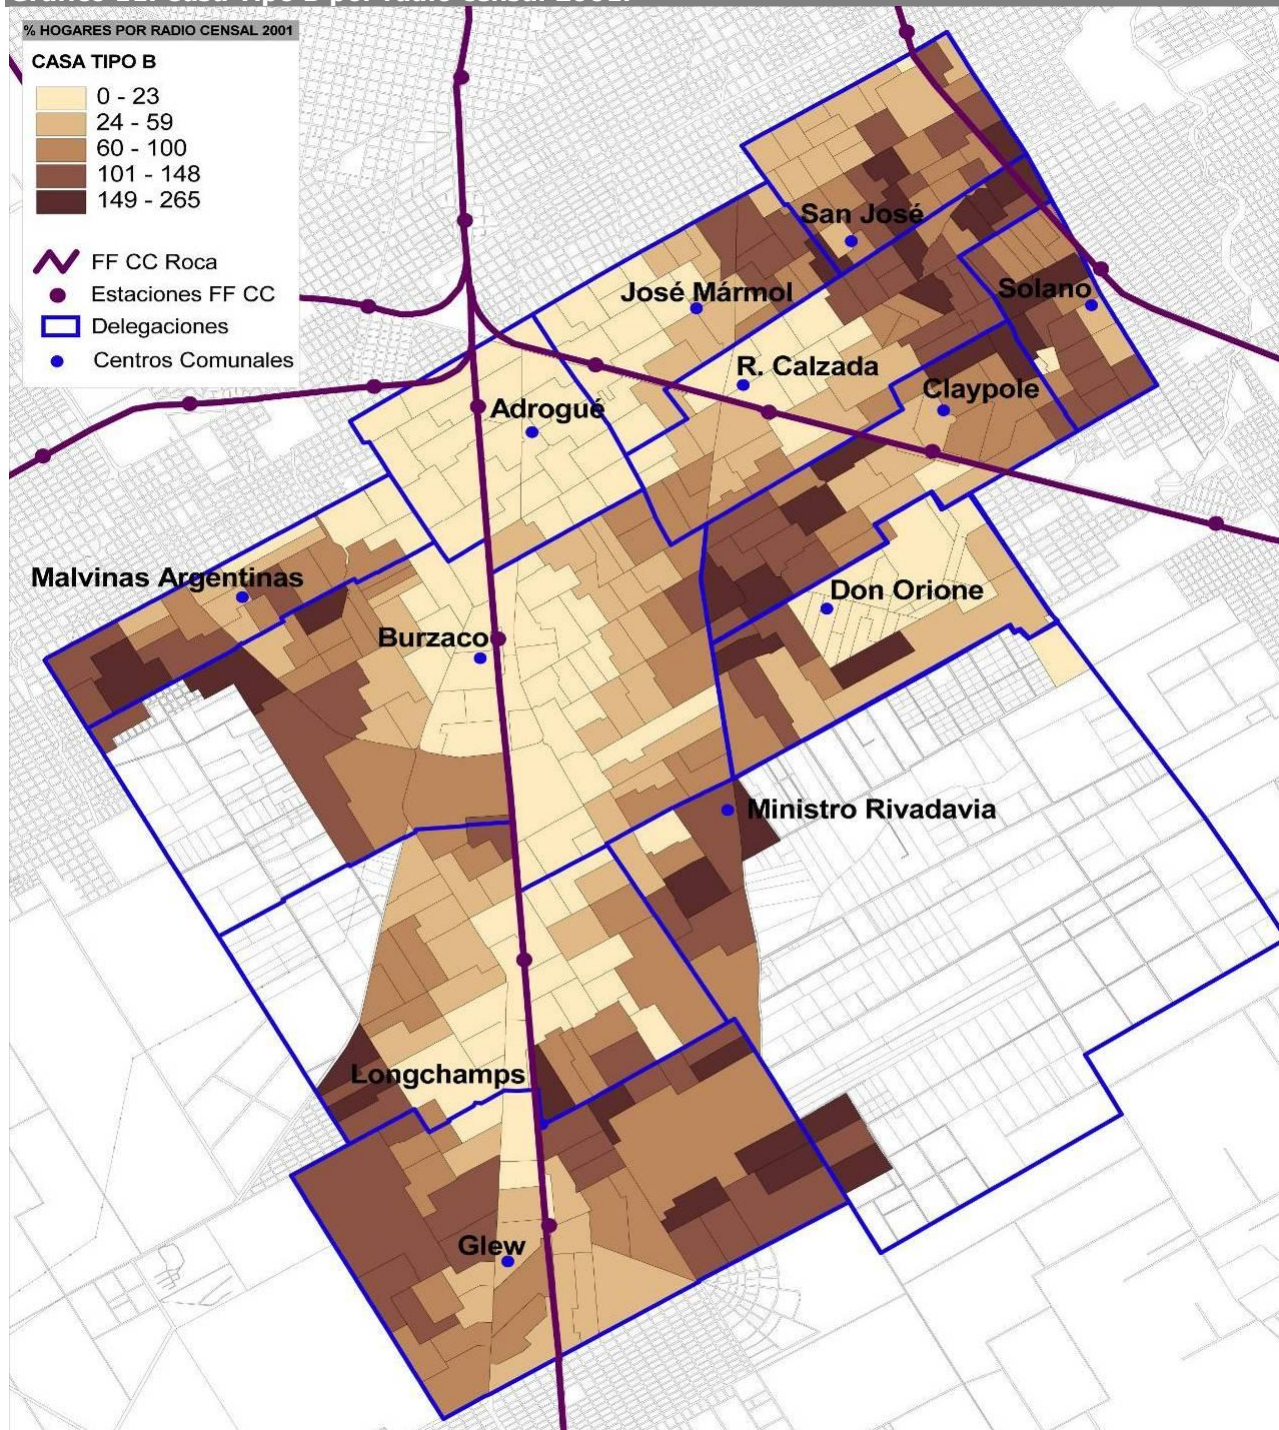 % HOGARES POR RADIO CENSAL 2001
CASA TIPO B
0 - 23
24 - 59
60 - 100
101 - 148
149 - 265
FF CC Roca
Estaciones FF CC
Delegaciones
Centros Comunales
San José
Solano
José Mármol
R. Calzada
Claypole
Adrogué
Malvinas Argentinas
Don Orione
Burzaco
Ministro Rivadavia
Longchamps
Glew